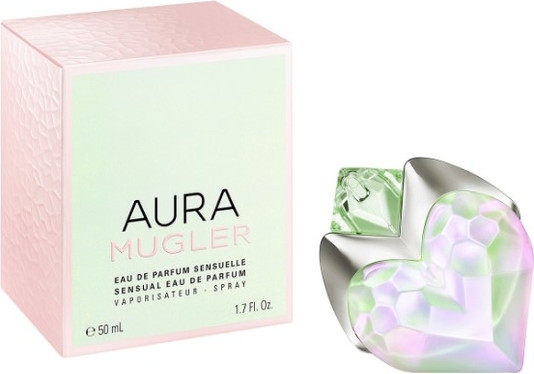 AURA
MUGLER
EAU DE PARFUM SENSUELLE
SENSUAL EAU DE PARFUM
VAPORISATEUR - SPRAY
℮ 50 mL 1.7 Fl. Oz.